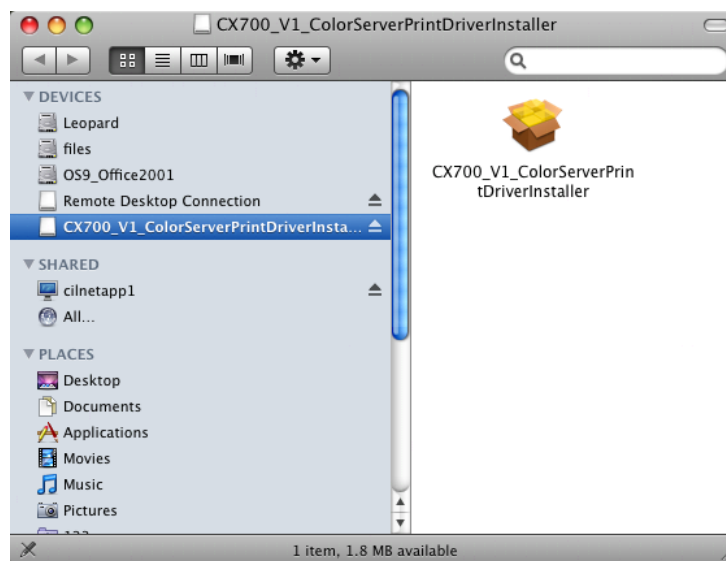 CX700_V1_ColorServerPrintDriverInstaller
DEVICES
Leopard
files
OS9_Office2001
Remote Desktop Connection
CX700_V1_ColorServerPrintDriverInsta...
SHARED
cilnetapp1
All...
PLACES
Desktop
Documents
Applications
Movies
Music
Pictures
CX700_V1_ColorServerPrin
tDriverInstaller
1 item, 1.8 MB available